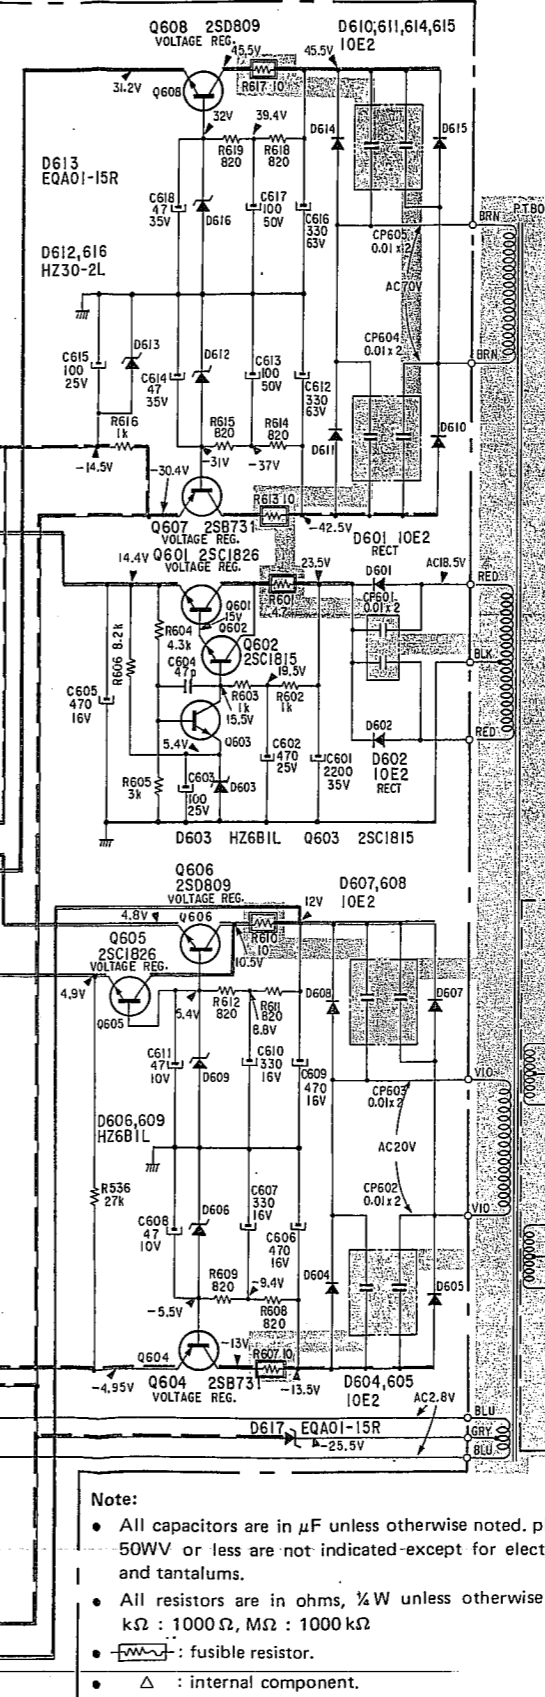 Q608 2SD809
VOLTAGE REG.
D610,611,614,615
10E2
45.5V
45.5V
31.2V
Q608
R617 10
32V
39.4V
D614
D615
R619
820
R618
820
D613
EQA01-15R
C618
47
35V
D616
C617
100
50V
C616
330
63V
P.T.BO
BRN
CP605
0.01x2
D612,616
HZ30-2L
AC70V
D613
D612
CP604
0.01x2
BRN
C615
100
25V
C614
47
35V
C613
100
50V
C612
330
63V
R616
1k
R615
820
R614
820
D611
D610
-14.5V
-30.4V
-31V
-37V
R613 10
-42.5V
Q607 2SB731
VOLTAGE REG.
D601 10E2
RECT
Q601 2SC1826
VOLTAGE REG.
14.4V
23.5V
D601
AC18.5V
RED
R601
4.7
CP601
0.01x2
Q601
15V
Q602
R606 8.2k
R604
4.3k
Q602
2SC1815
BLK
C604
47p
19.5V
C605
470
16V
R603
1k
R602
1k
15.5V
D602
RED
5.4V
Q603
C602
470
25V
C601
2200
35V
D602
10E2
RECT
R605
3k
C603
100
25V
D603
D603 HZ6B1L Q603 2SC1815
Q606
2SD809
VOLTAGE REG.
D607,608
10E2
4.8V
Q606
12V
R610
10
10.5V
Q605
2SC1826
VOLTAGE REG.
4.9V
5.4V
R612
820
R611
820
8.8V
D608
D607
Q605
C611
47
10V
D609
C610
330
16V
C609
470
16V
VIO
CP603
0.01x2
D606,609
HZ6B1L
AC20V
R536
27k
D606
C607
330
16V
CP602
0.01x2
VIO
C608
47
10V
C606
470
16V
R609
820
-9.4V
D604
D605
-5.5V
R608
820
-13V
Q604
R607 10
-4.95V
Q604 2SB731
VOLTAGE REG.
-13.5V
D604,605
10E2
AC2.8V
BLU
D617 EQA01-15R
GRY
-25.5V
BLU
Note:
• All capacitors are in μF unless otherwise noted. p
50WV or less are not indicated except for elect
and tantalums.
• All resistors are in ohms, ¼W unless otherwise
kΩ : 1000 Ω, MΩ : 1000 kΩ
• : fusible resistor.
• △ : internal component.